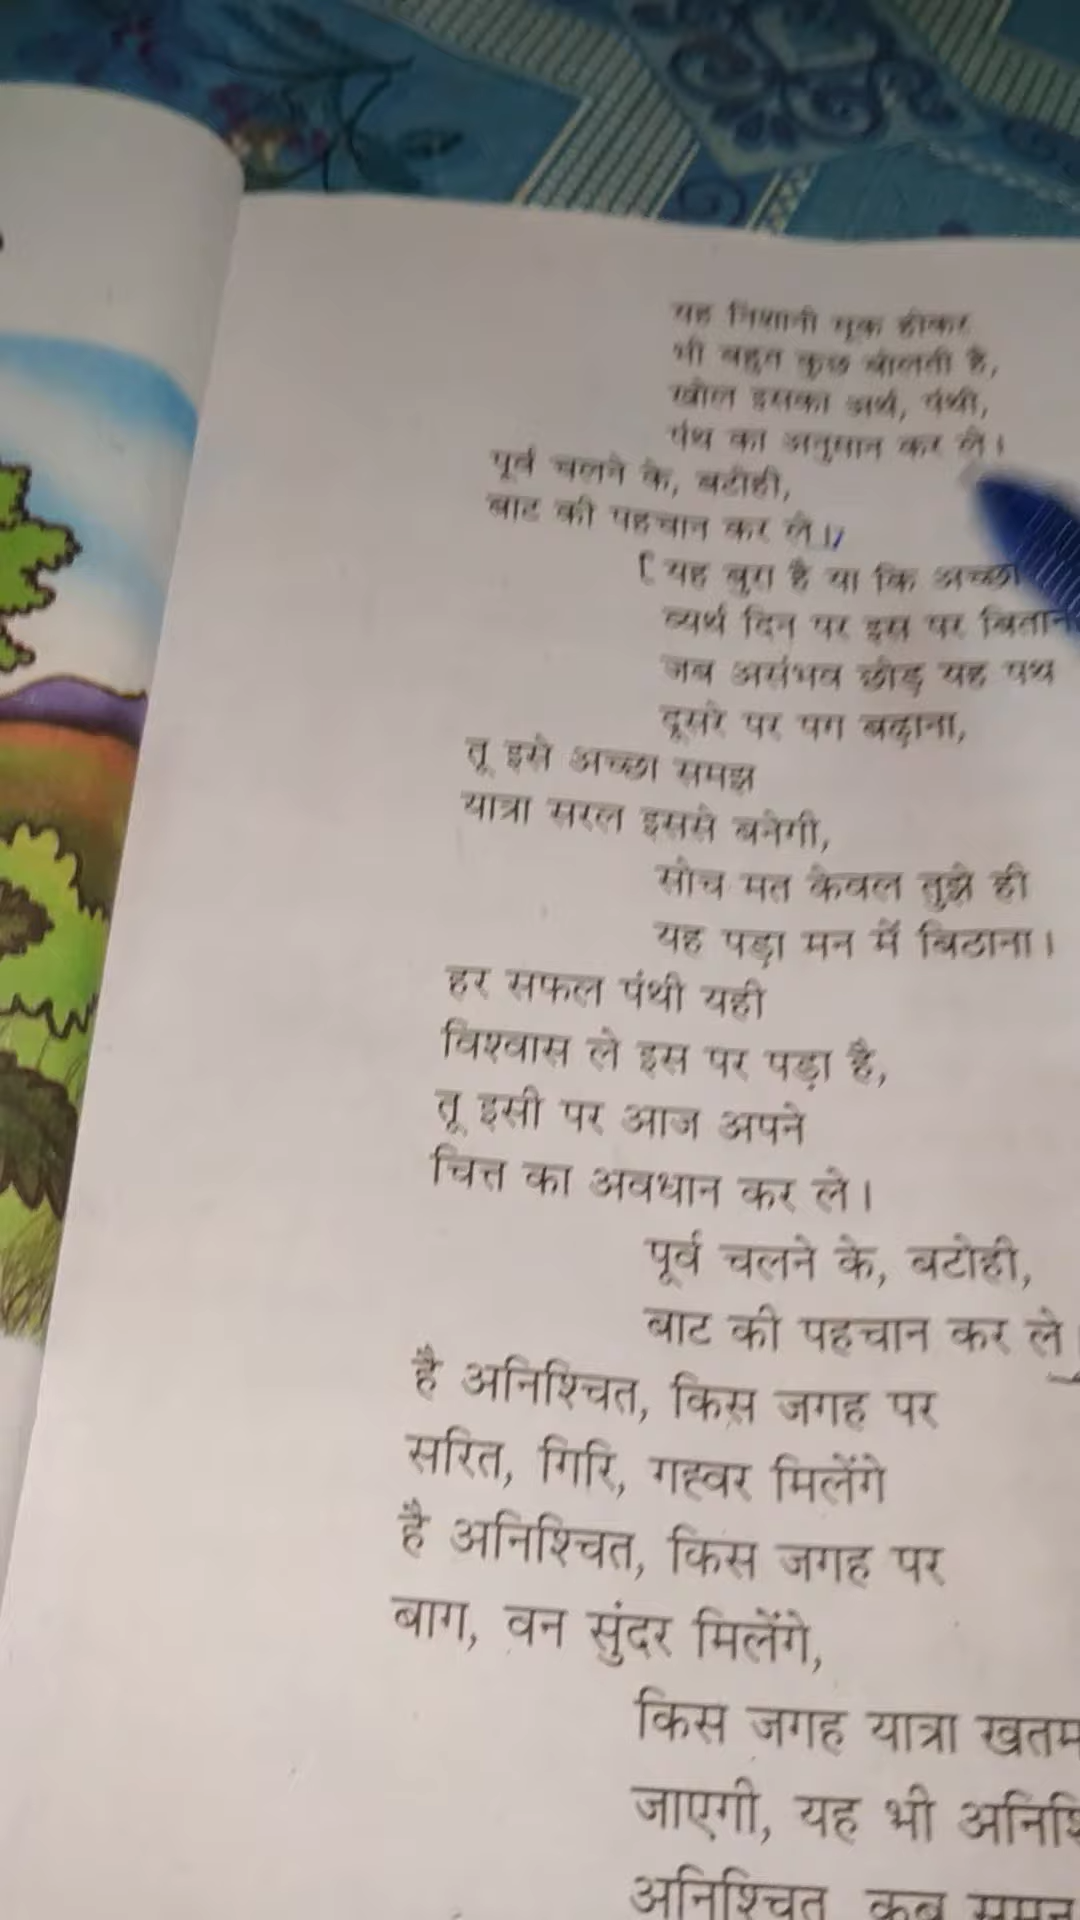 यह निशानी मूक होकर
भी बहुत कुछ बोलती है,
खोल इसका अर्थ, पंथी,
पंथ का अनुमान कर ले।
पूर्व चलने के, बटोही,
बाट की पहचान कर ले।
[यह बुरा है या कि अच्छा
व्यर्थ दिन पर इस पर बितान
जब असंभव छोड़ यह पथ
दूसरे पर पग बढ़ाना,
तू इसे अच्छा समझ
यात्रा सरल इससे बनेगी,
सोच मत केवल तुझे ही
यह पड़ा मन में बिठाना।
हर सफल पंथी यही
विश्वास ले इस पर पड़ा है,
तू इसी पर आज अपने
चित्त का अवधान कर ले।
पूर्व चलने के, बटोही,
बाट की पहचान कर ले
है अनिश्चित, किस जगह पर
सरित, गिरि, गह्वर मिलेंगे
है अनिश्चित, किस जगह पर
बाग, वन सुंदर मिलेंगे,
किस जगह यात्रा खतम
जाएगी, यह भी
अनिश्चित कब